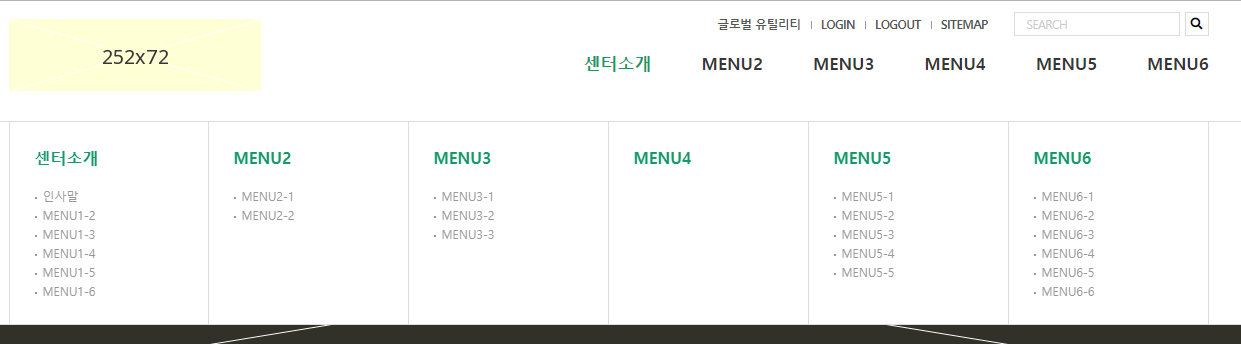 252x72
글로벌 유틸리티 LOGIN LOGOUT SITEMAP SEARCH
센터소개 MENU2 MENU3 MENU4 MENU5 MENU6
센터소개
인사말
MENU1-2
MENU1-3
MENU1-4
MENU1-5
MENU1-6
MENU2
MENU2-1
MENU2-2
MENU3
MENU3-1
MENU3-2
MENU3-3
MENU4
MENU5
MENU5-1
MENU5-2
MENU5-3
MENU5-4
MENU5-5
MENU6
MENU6-1
MENU6-2
MENU6-3
MENU6-4
MENU6-5
MENU6-6